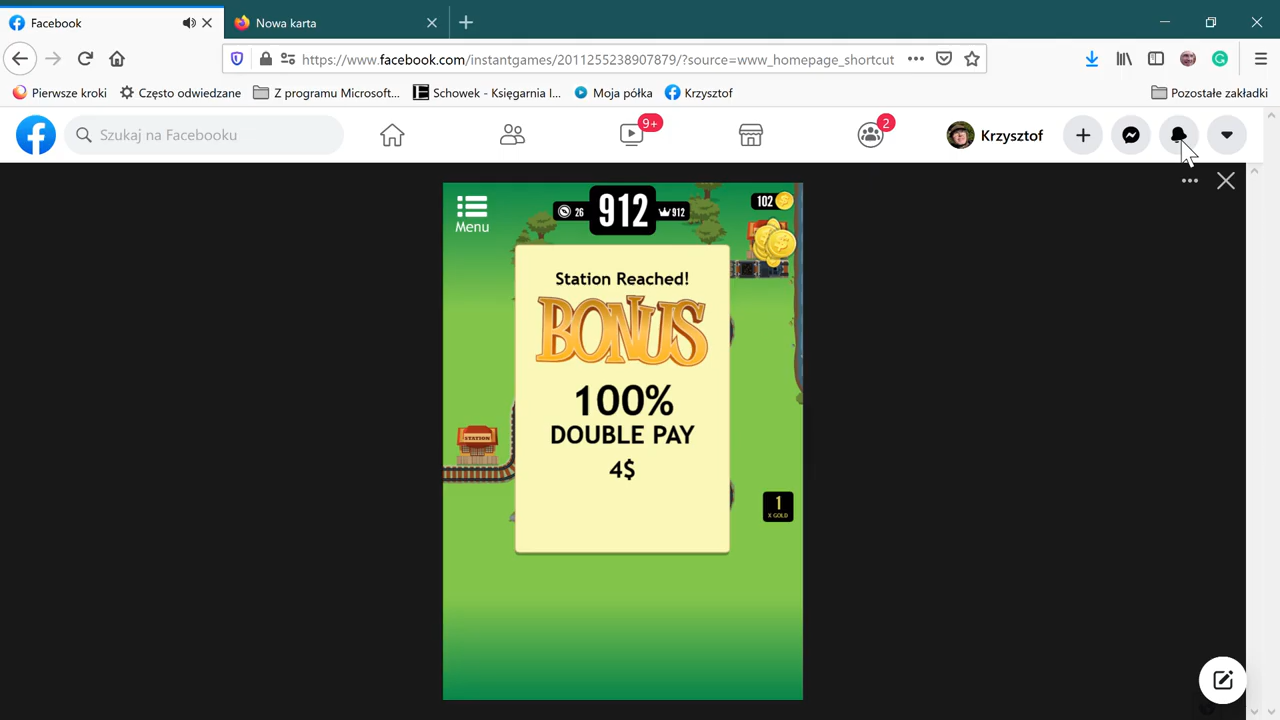 Facebook
Nowa karta
https://www.facebook.com/instantgames/2011255238907879/?source=www_homepage_shortcut
Pierwsze kroki
Często odwiedzane
Z programu Microsoft...
Schowek - Księgarnia I...
Moja półka
Krzysztof
Pozostałe zakładki
Szukaj na Facebooku
9+
2
Krzysztof
Menu
26
912
912
102
Station Reached!
BONUS
100%
DOUBLE PAY
4$
STATION
1
X GOLD